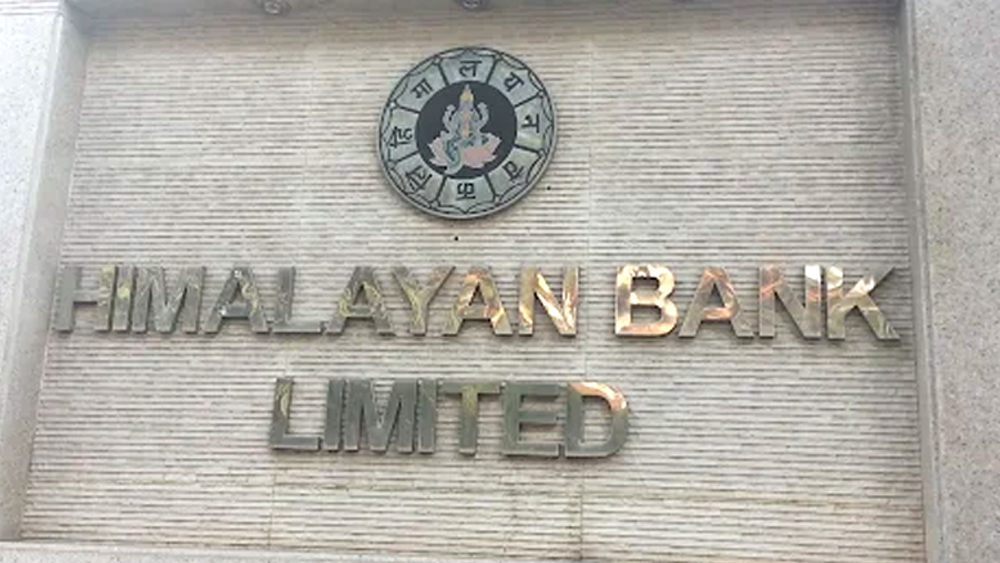 हि मा ल य न बै क लि
HIMALAYAN BANK
LIMITED